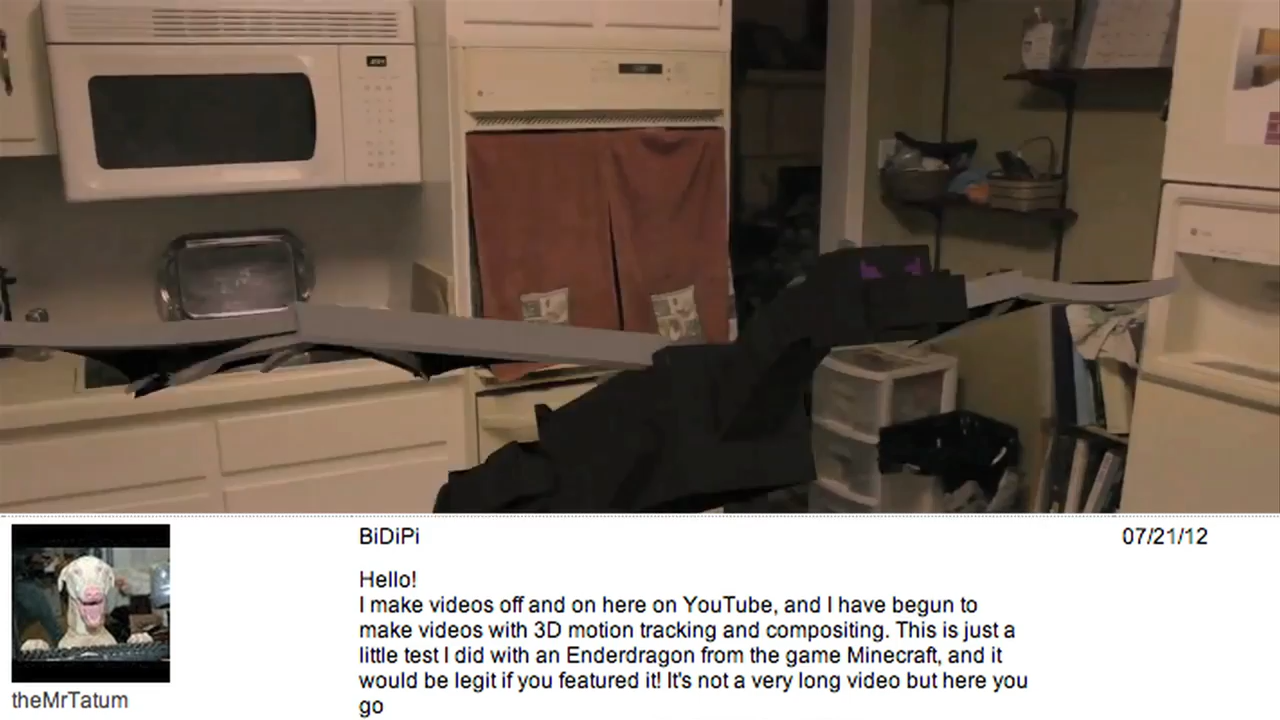 BiDiPi
07/21/12
Hello!
I make videos off and on here on YouTube, and I have begun to
make videos with 3D motion tracking and compositing. This is just a
little test I did with an Enderdragon from the game Minecraft, and it
would be legit if you featured it! It's not a very long video but here you
go
theMrTatum